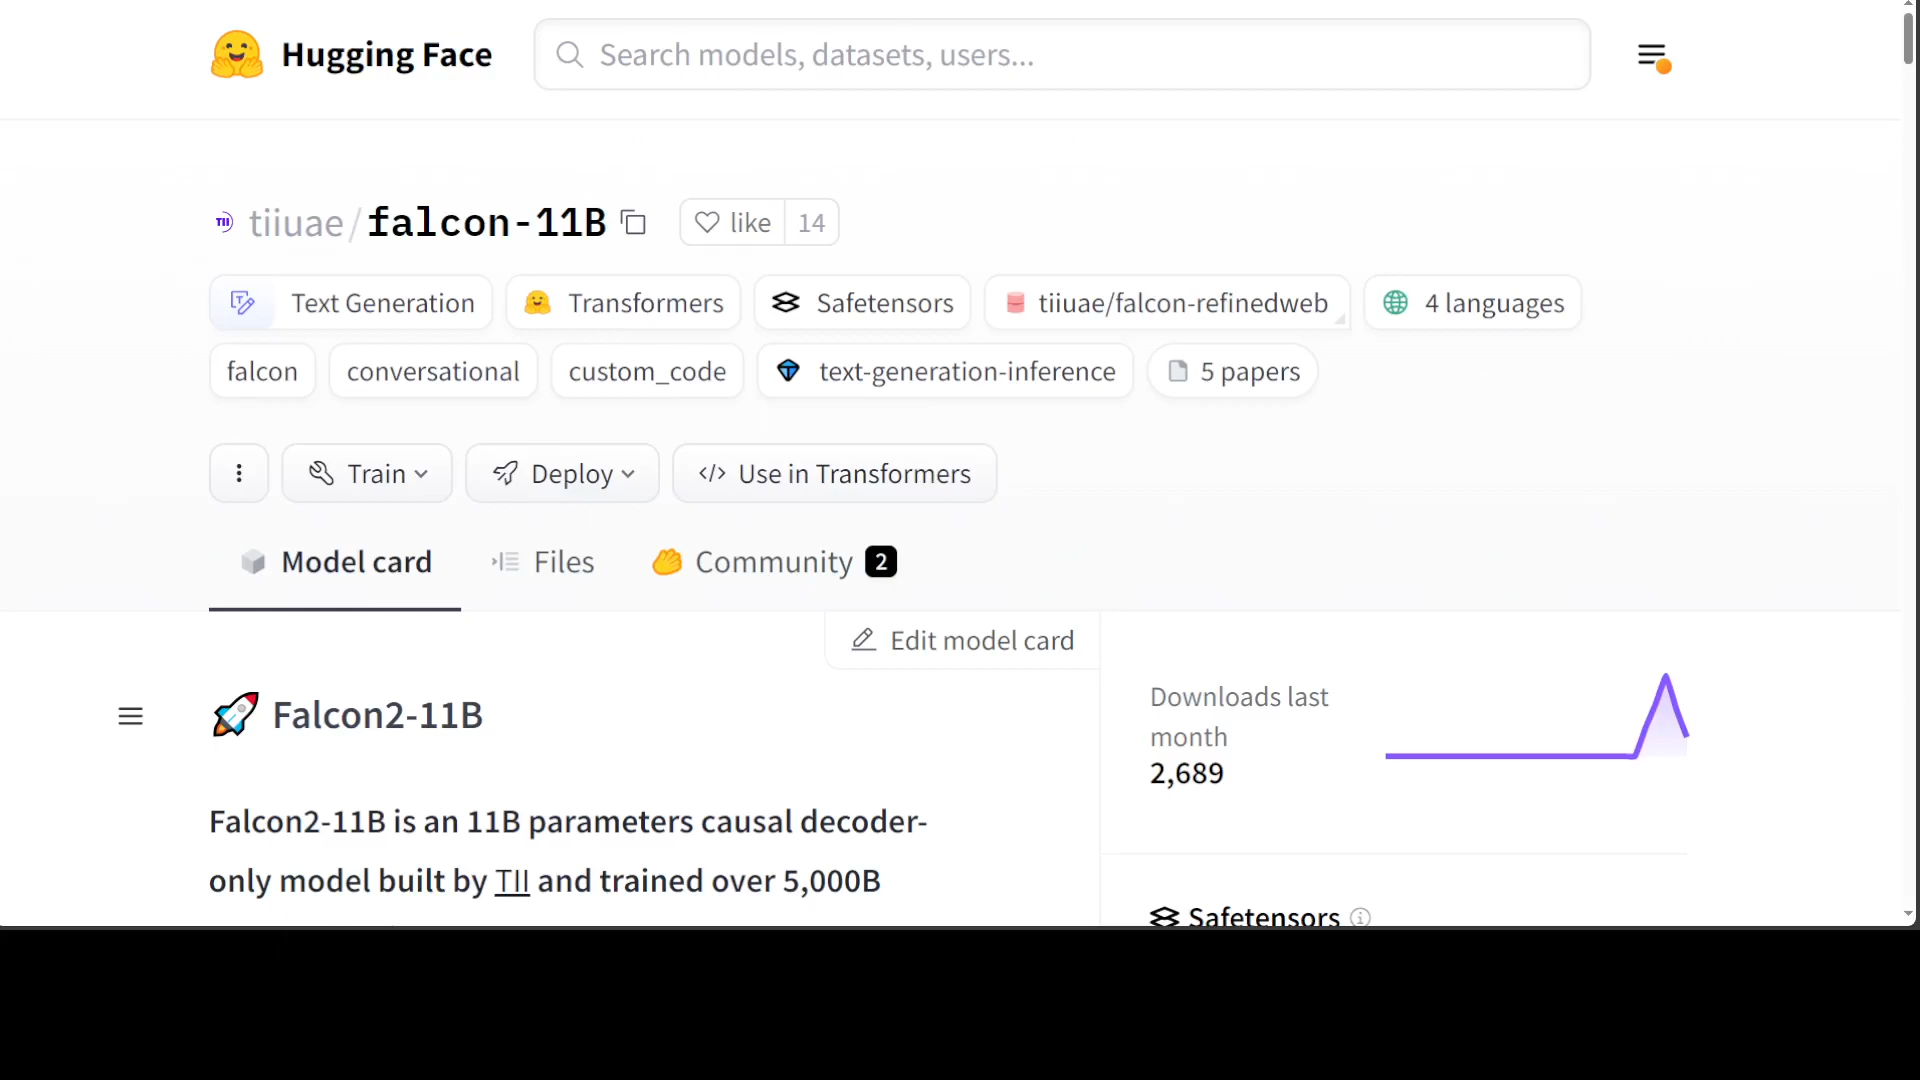 Hugging Face
Search models, datasets, users...
TII tiiuae/falcon-11B like 14
Text Generation Transformers Safetensors tiiuae/falcon-refinedweb 4 languages
falcon conversational custom_code text-generation-inference 5 papers
Train Deploy </> Use in Transformers
Model card Files Community 2
Edit model card
Falcon2-11B
Falcon2-11B is an 11B parameters causal decoder-
only model built by TII and trained over 5,000B
Downloads last
month
2,689
Safetensors